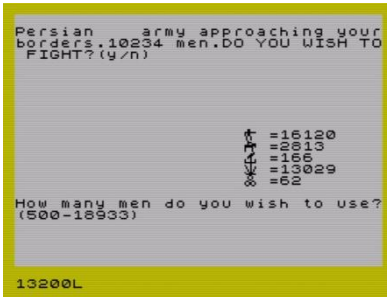 Persian    army approaching your
borders.10234 men.DO YOU WISH TO
FIGHT?(y/n)
=16120
=2813
=166
=13029
=62
How many men do you wish to use?
(500-18933)
13200L